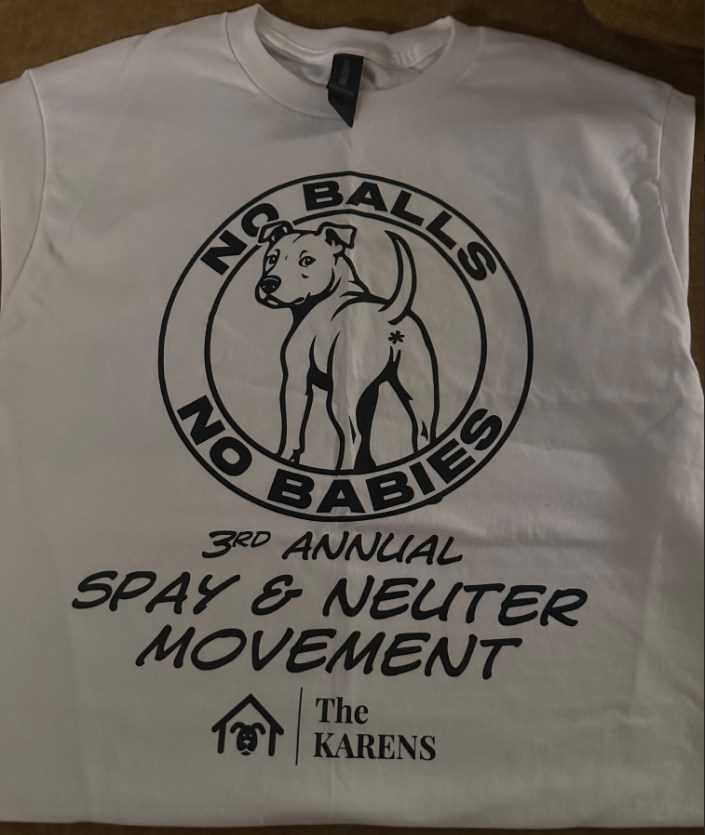 NO BALLS
NO BABIES
3RD ANNUAL
SPAY & NEUTER
MOVEMENT
The
KARENS